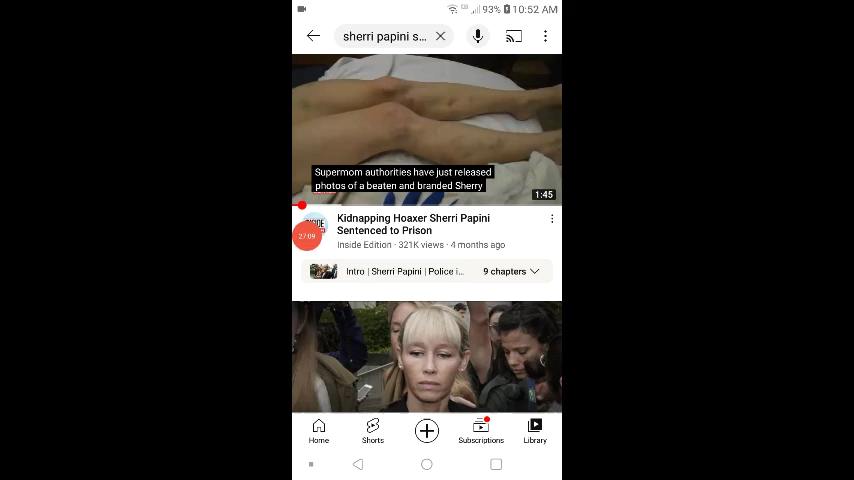 93% 10:52 AM
sherri papini s...
Supermom authorities have just released
photos of a beaten and branded Sherry
1:45
Kidnapping Hoaxer Sherri Papini
Sentenced to Prison
27:09
Inside Edition · 321K views · 4 months ago
Intro | Sherri Papini | Police i... 9 chapters
Home Shorts Subscriptions Library